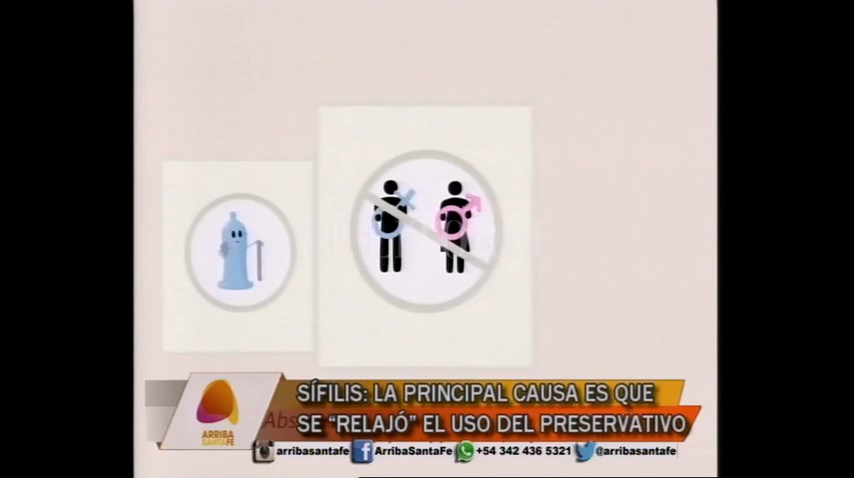 SÍFILIS: LA PRINCIPAL CAUSA ES QUE
SE “RELAJÓ” EL USO DEL PRESERVATIVO
Abs
ARRIBA
SANTA FE
arribasantafe
ArribaSantaFe
+54 342 436 5321
@arribasantafe